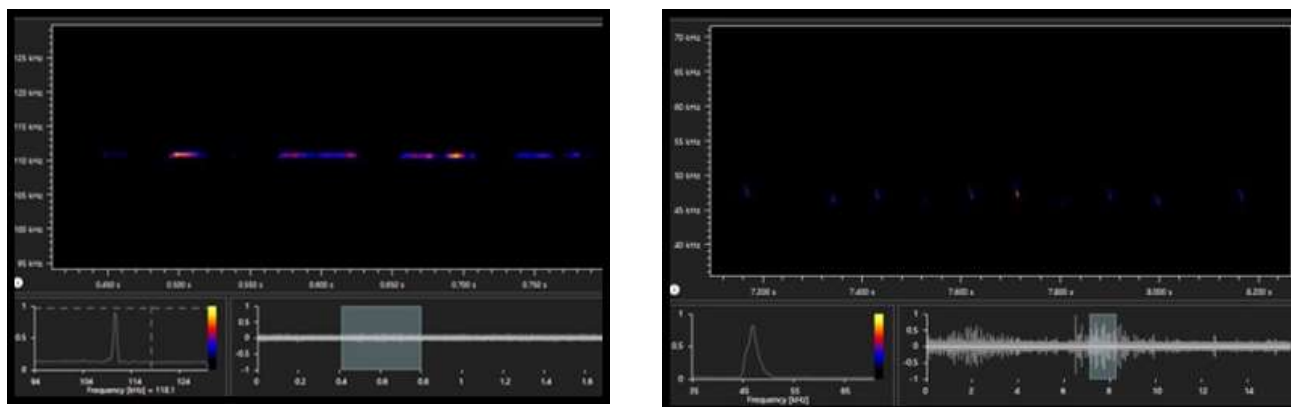 125 kHz
120 kHz
115 kHz
110 kHz
105 kHz
100 kHz
95 kHz
0.450 s 0.500 s 0.550 s 0.600 s 0.650 s 0.700 s 0.750 s
1
0.5
0
94 104 114 124
Frequency [kHz] = 118.1
1
0.5
0
-0.5
-1
0 0.2 0.4 0.6 0.8 1 1.2 1.4 1.6
70 kHz
65 kHz
60 kHz
55 kHz
50 kHz
45 kHz
40 kHz
7.200 s 7.400 s 7.600 s 7.800 s 8.000 s 8.200 s
1
0.5
0
35 45 55 65
Frequency [kHz]
1
0.5
0
-0.5
-1
0 2 4 6 8 10 12 14